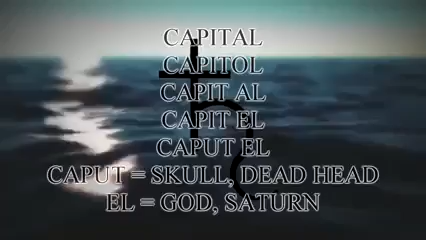 CAPITAL
CAPITOL
CAPIT AL
CAPIT EL
CAPUT EL
CAPUT = SKULL, DEAD HEAD
EL = GOD, SATURN